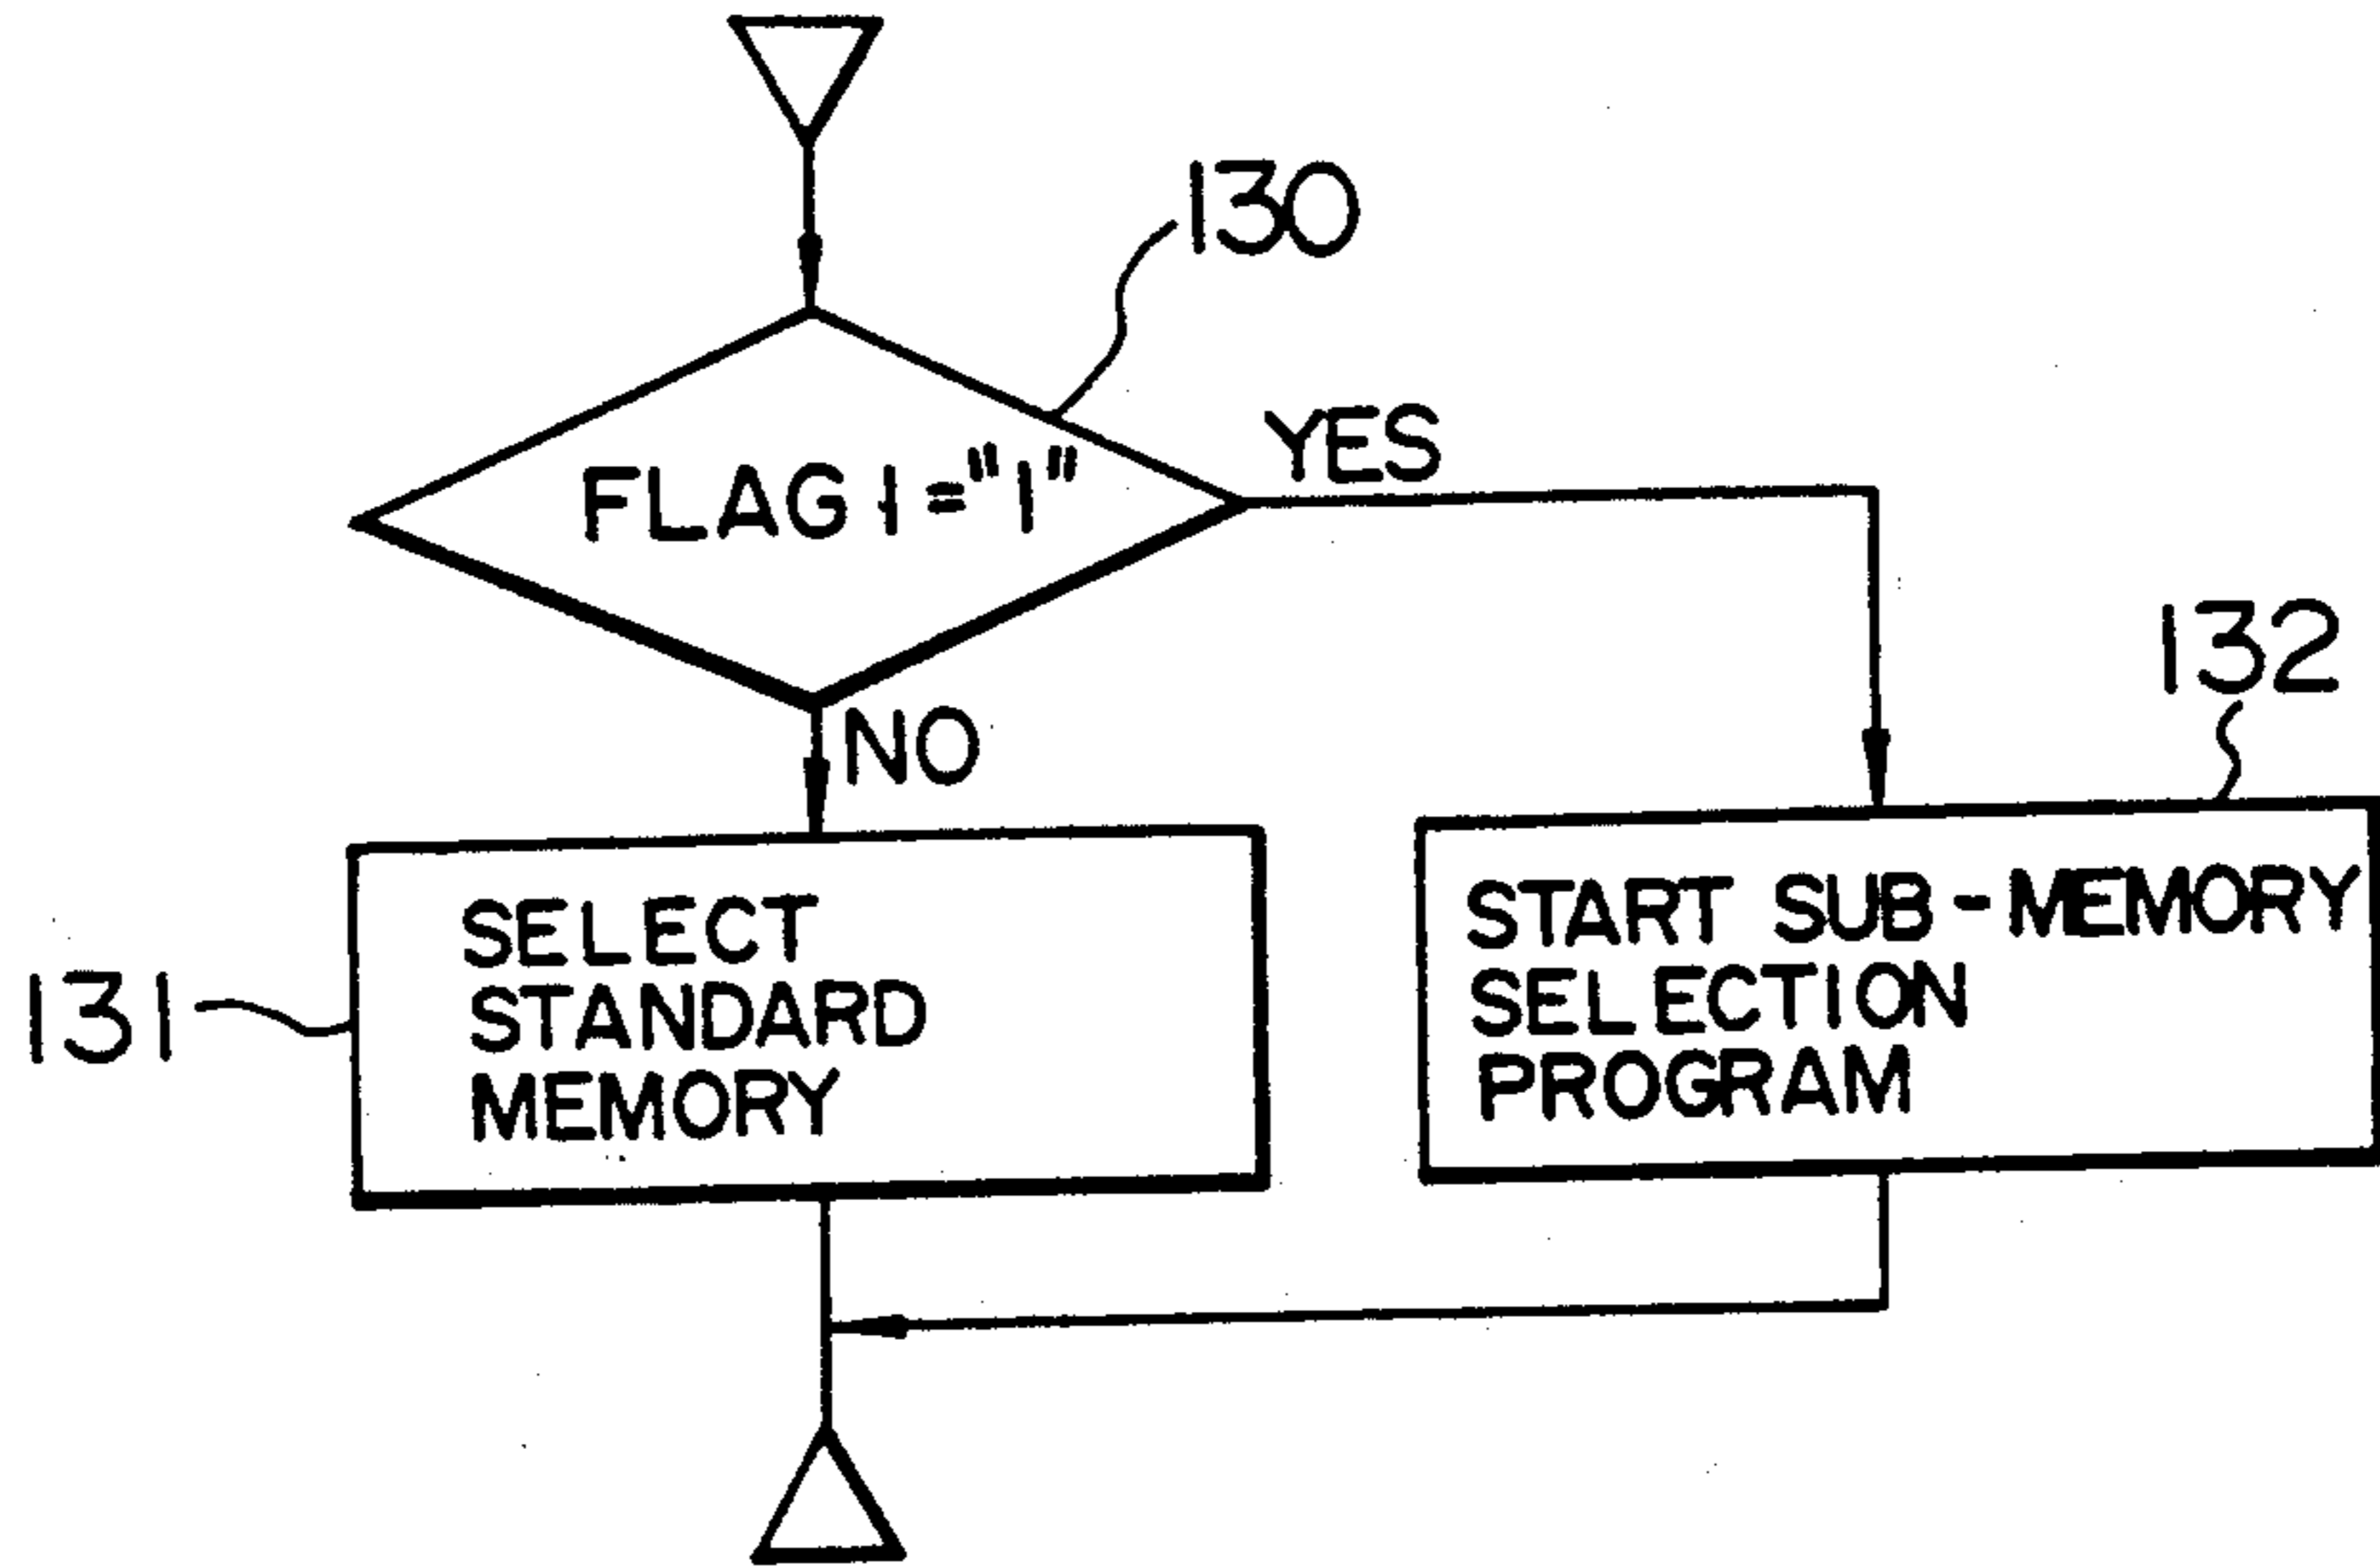 130
FLAG 1 = "1"
YES
NO
132
131
SELECT
STANDARD
MEMORY
START SUB-MEMORY
SELECTION
PROGRAM